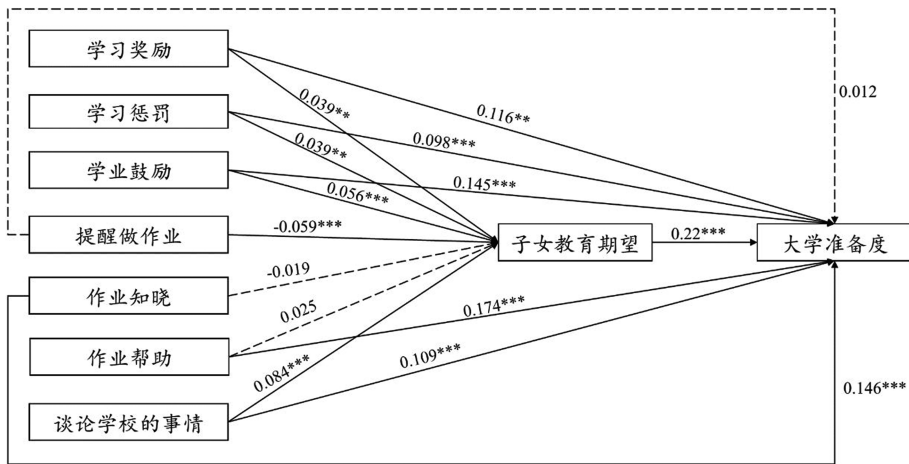 学习奖励
0.012
0.039**
0.116**
学习惩罚
0.098***
0.039**
学业鼓励
0.145***
0.056***
提醒做作业
-0.059***
子女教育期望
0.22***
大学准备度
-0.019
作业知晓
0.025
0.174***
作业帮助
0.084***
0.109***
0.146***
谈论学校的事情